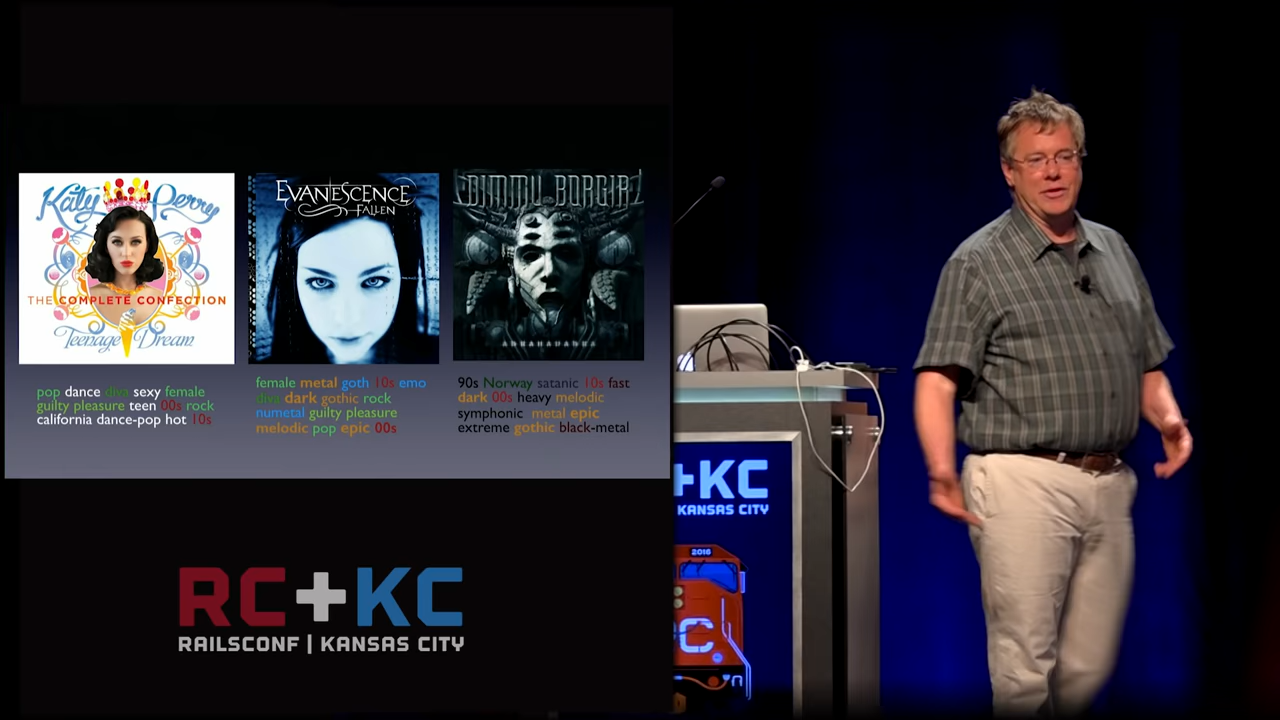 Katy Perry
THE COMPLETE CONFECTION
Teenage Dream
EVANESCENCE
FALLEN
DIMMU BORGIR
ABRAHADABRA
pop dance diva sexy female
guilty pleasure teen 00s rock
california dance-pop hot 10s
female metal goth 10s emo
diva dark gothic rock
numetal guilty pleasure
melodic pop epic 00s
90s Norway satanic 10s fast
dark 00s heavy melodic
symphonic metal epic
extreme gothic black-metal
RC+KC
RAILSCONF | KANSAS CITY
+KC
KANSAS CITY
2016
C